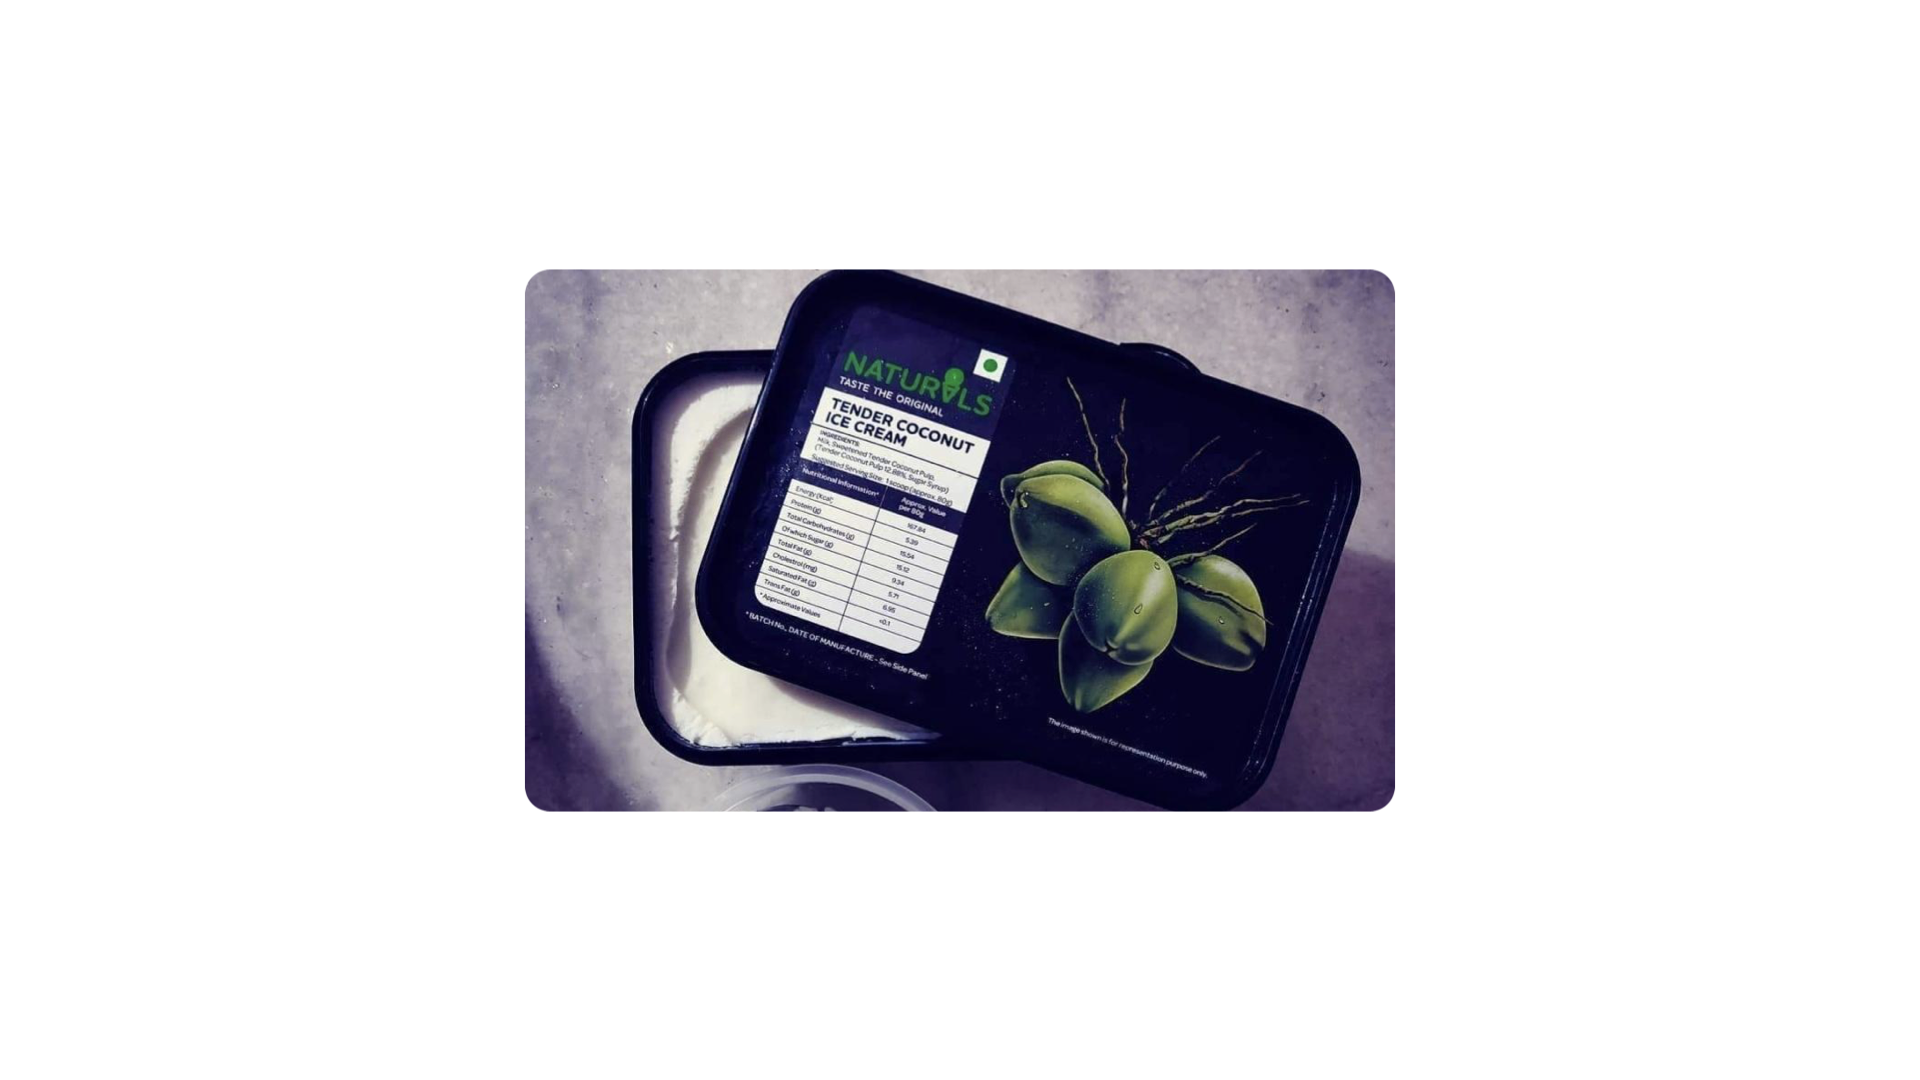 NATURALS
TASTE THE ORIGINAL
TENDER COCONUT
ICE CREAM
INGREDIENTS:
Milk, Sweetened Tender Coconut Pulp,
(Tender Coconut Pulp 12.88%, Sugar Syrup)
Suggested Serving Size: 1 scoop (approx. 80g)
Nutritional Information* Approx. Value
per 80g
Energy (kcal) 167.84
Protein (g) 5.39
Total Carbohydrates (g) 15.54
Of which Sugar (g) 15.12
Total Fat (g) 9.34
Cholestrol (mg) 5.71
Saturated Fat (g) 6.95
Trans Fat (g) <0.1
* Approximate Values
* BATCH No., DATE OF MANUFACTURE - See Side Panel
The image shown is for representation purpose only.